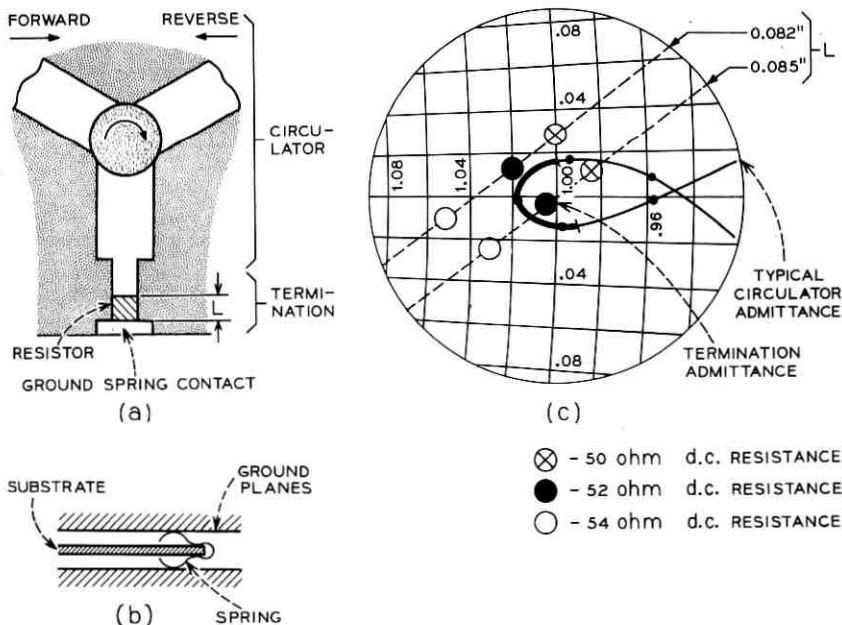 FORWARD
REVERSE
CIRCU-
LATOR
L
TERMI-
NATION
RESISTOR
GROUND SPRING CONTACT
(a)
SUBSTRATE
GROUND
PLANES
SPRING
(b)
.08
0.082"
0.085"
L
.04
1.08
1.04
1.00
.96
.04
.08
TYPICAL
CIRCULATOR
ADMITTANCE
TERMINATION
ADMITTANCE
(c)
- 50 ohm d.c. RESISTANCE
- 52 ohm d.c. RESISTANCE
- 54 ohm d.c. RESISTANCE